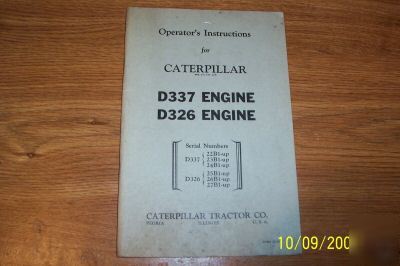 Operator's Instructions
for
CATERPILLAR
D337 ENGINE
D326 ENGINE
Serial Numbers
D337 22B1-up
23B1-up
24B1-up
D326 25B1-up
26B1-up
27B1-up
CATERPILLAR TRACTOR CO.
PEORIA ILLINOIS U.S.A.
10/09/200